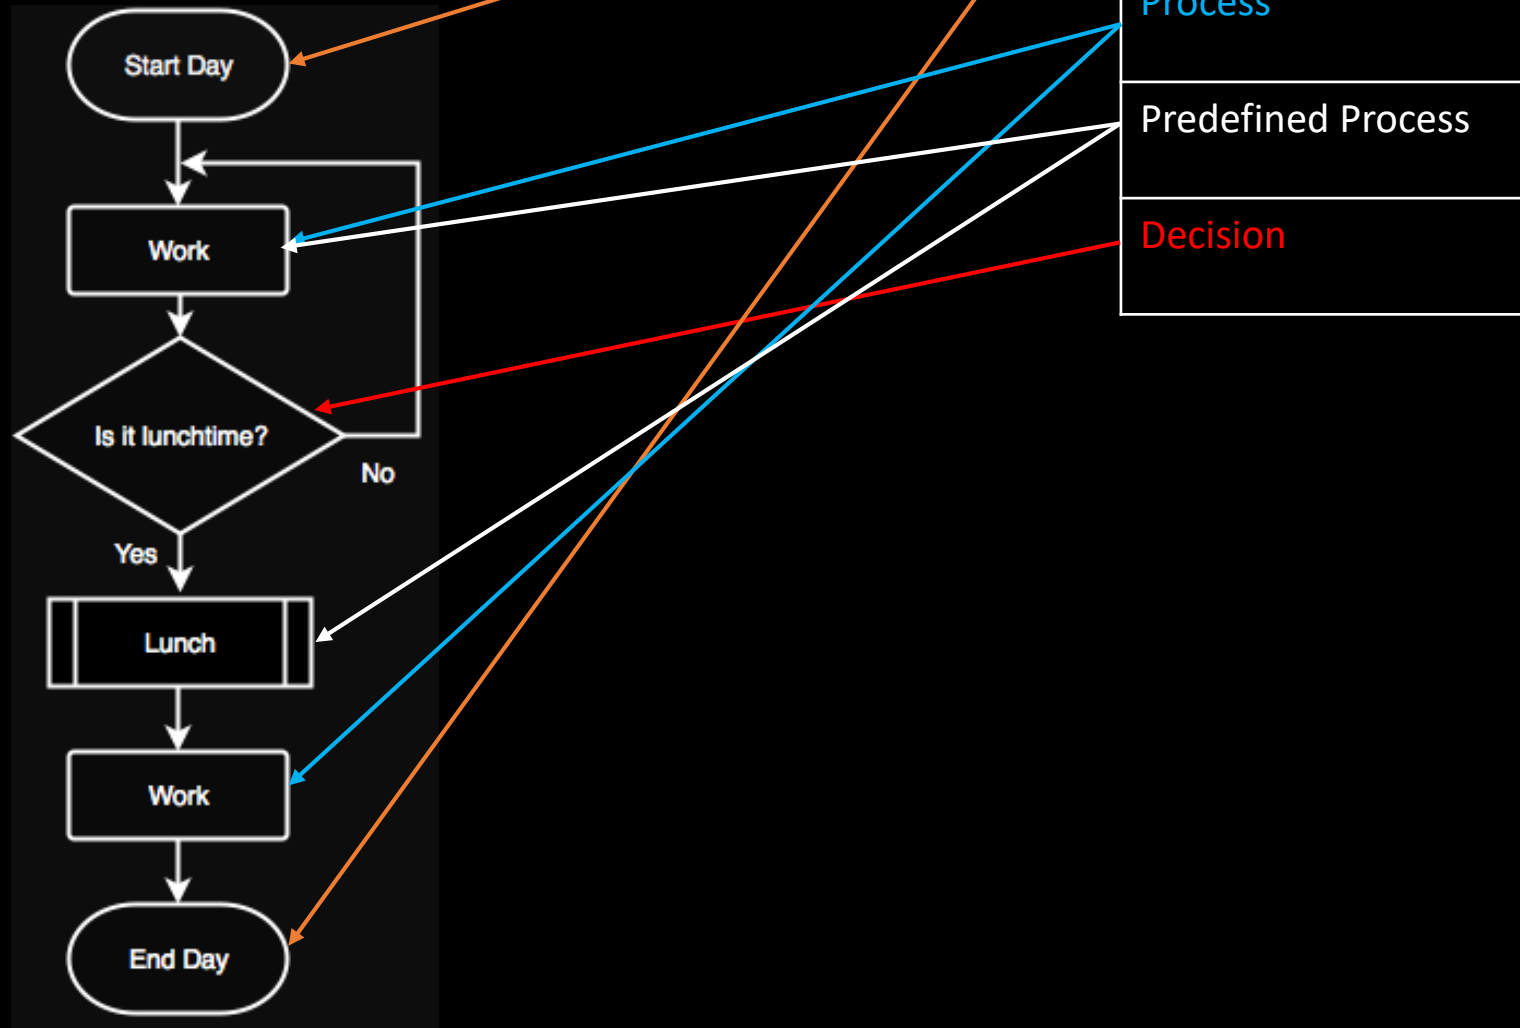 Start Day
Work
Is it lunchtime?
No
Yes
Lunch
Work
End Day
Process
Predefined Process
Decision